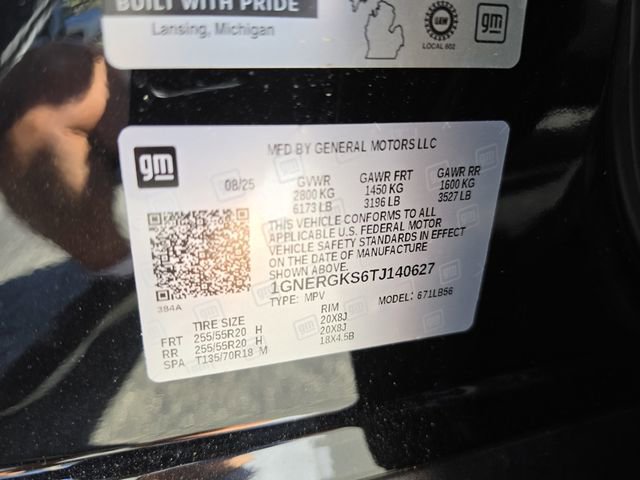 BUILT WITH PRIDE
Lansing, Michigan
UAW
LOCAL 602
gm
gm
MFD BY GENERAL MOTORS LLC
08/25
GVWR GAWR FRT GAWR RR
2800 KG 1450 KG 1600 KG
6173 LB 3196 LB 3527 LB
THIS VEHICLE CONFORMS TO ALL
APPLICABLE U.S. FEDERAL MOTOR
VEHICLE SAFETY STANDARDS IN EFFECT
ON THE DATE OF MANUFACTURE
SHOWN ABOVE.
1GNERGKS6TJ140627
TYPE: MPV MODEL: 671LB56
384A
TIRE SIZE RIM
FRT 255/55R20 H 20X8J
RR 255/55R20 H 20X8J
SPA T135/70R18 M 18X4.5B